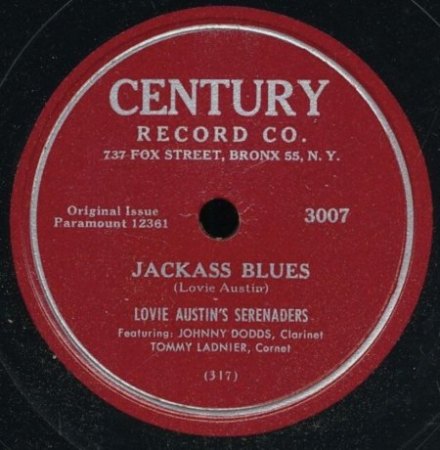 CENTURY
RECORD CO.
737 FOX STREET, BRONX 55, N. Y.
Original Issue
Paramount 12361
3007
JACKASS BLUES
(Lovie Austin)
LOVIE AUSTIN'S SERENADERS
Featuring: JOHNNY DODDS, Clarinet
TOMMY LADNIER, Cornet
(317)